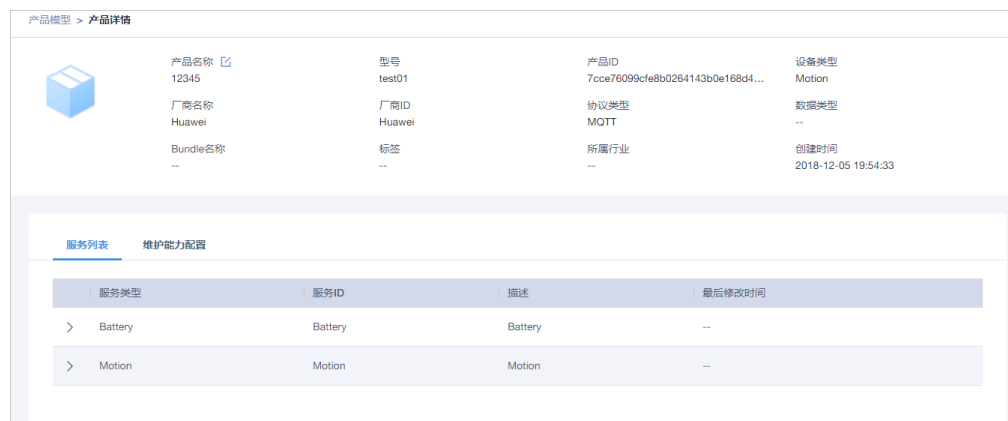 产品模型 > 产品详情
产品名称 型号 产品ID 设备类型
12345 test01 7cce76099cfe8b0264143b0e168d4... Motion
厂商名称 厂商ID 协议类型 数据类型
Huawei Huawei MQTT --
Bundle名称 标签 所属行业 创建时间
-- -- -- 2018-12-05 19:54:33
服务列表 维护能力配置
服务类型 服务ID 描述 最后修改时间
Battery Battery Battery --
Motion Motion Motion --